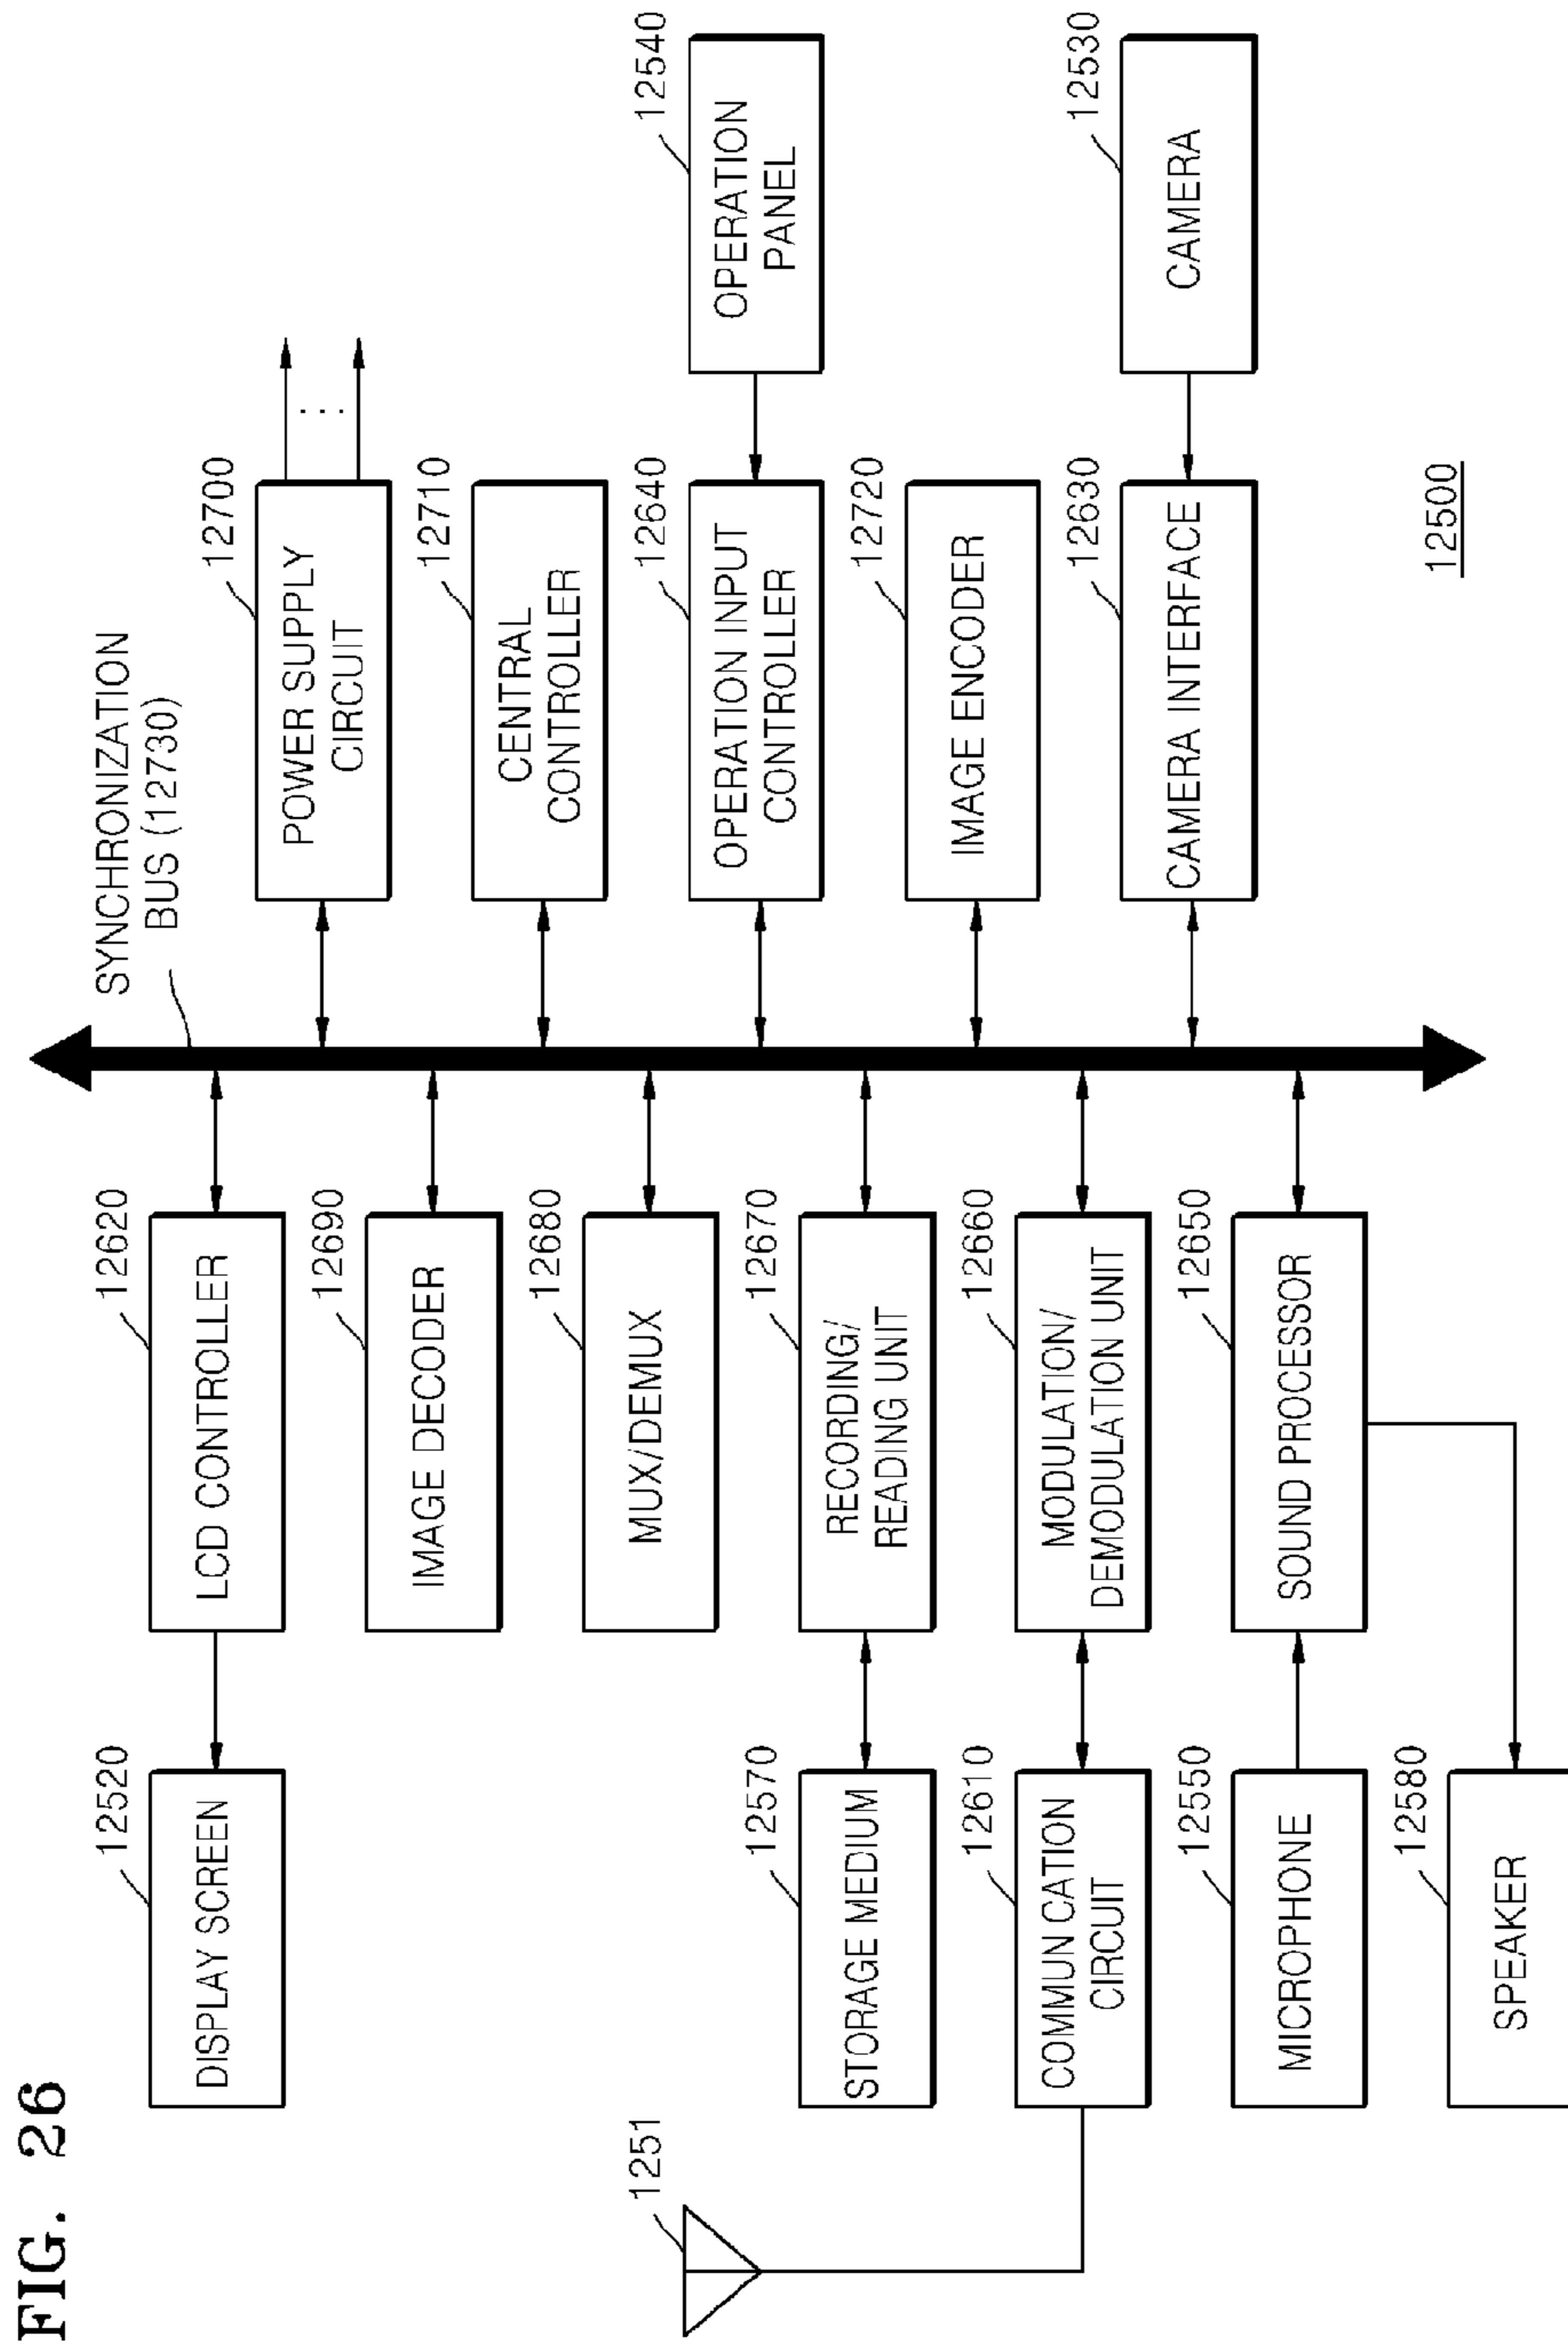 FIG. 26
1251
12520
DISPLAY SCREEN
12620
LCD CONTROLLER
SYNCHRONIZATION
BUS (12730)
12700
POWER SUPPLY
CIRCUIT
12690
IMAGE DECODER
12710
CENTRAL
CONTROLLER
12680
MUX/DEMUX
12640
OPERATION INPUT
CONTROLLER
12540
OPERATION
PANEL
12570
STORAGE MEDIUM
12670
RECORDING/
READING UNIT
12720
IMAGE ENCODER
12610
COMMUN CATION
CIRCUIT
12660
MODULATION/
DEMODULATION UNIT
12630
CAMERA INTERFACE
12530
CAMERA
12550
MICROPHONE
12650
SOUND PROCESSOR
12580
SPEAKER
12500